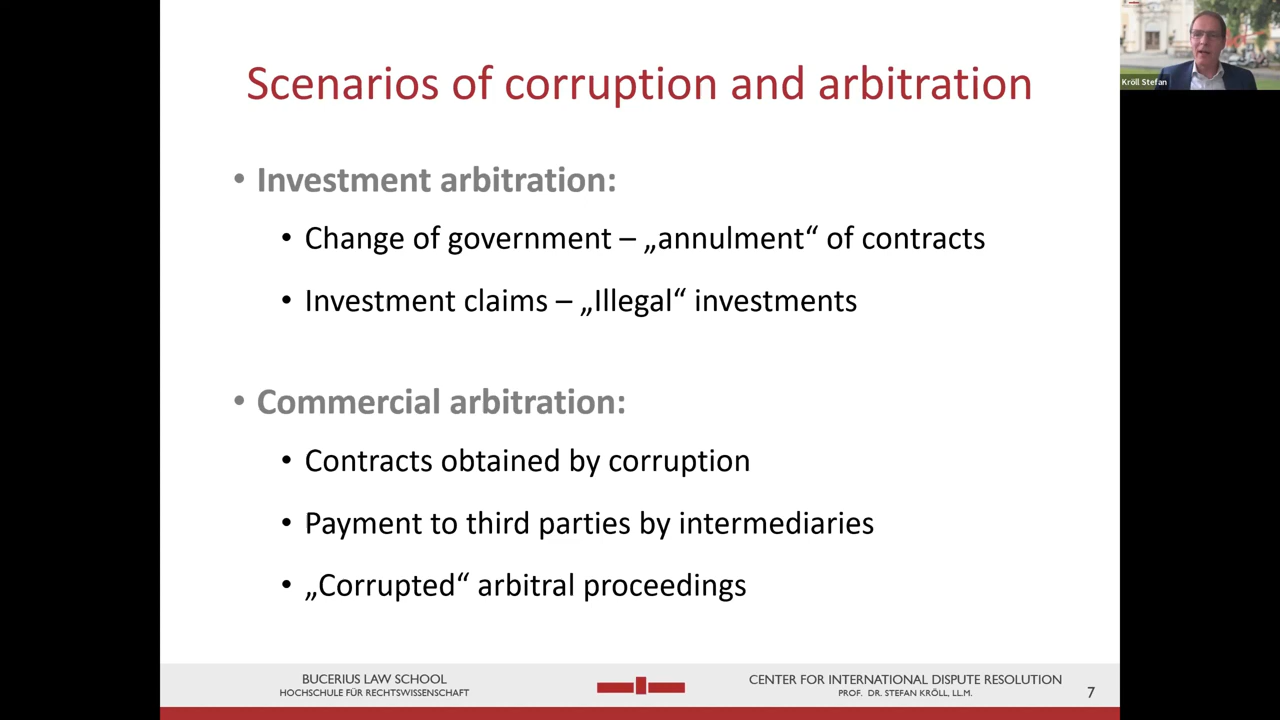 Scenarios of corruption and arbitration
• Investment arbitration:
• Change of government – „annulment“ of contracts
• Investment claims – „Illegal“ investments
• Commercial arbitration:
• Contracts obtained by corruption
• Payment to third parties by intermediaries
• „Corrupted“ arbitral proceedings
BUCERIUS LAW SCHOOL
HOCHSCHULE FÜR RECHTSWISSENSCHAFT
CENTER FOR INTERNATIONAL DISPUTE RESOLUTION
PROF. DR. STEFAN KRÖLL, LL.M.
7
Kröll Stefan